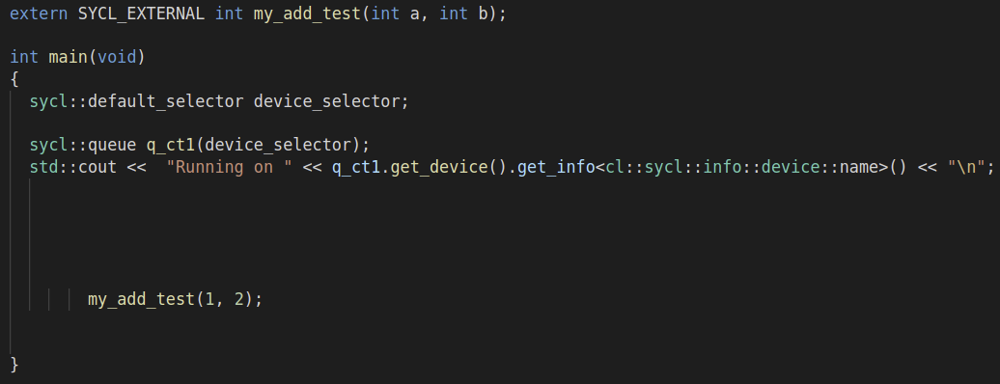 extern SYCL_EXTERNAL int my_add_test(int a, int b);
int main(void)
{
sycl::default_selector device_selector;
sycl::queue q_ct1(device_selector);
std::cout <<  "Running on " << q_ct1.get_device().get_info<cl::sycl::info::device::name>() << "\n";
my_add_test(1, 2);
}